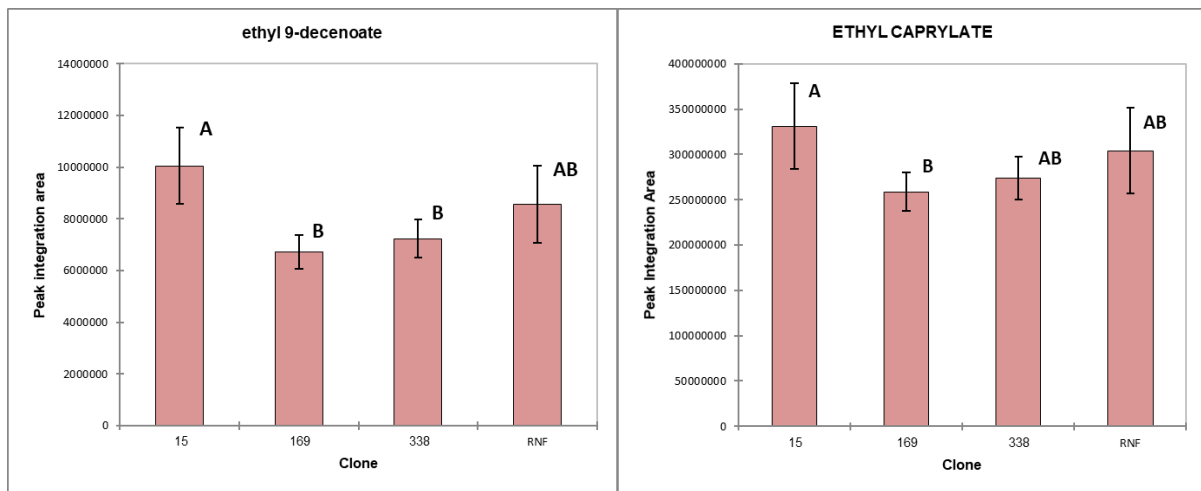 ethyl 9-decenoate
14000000
12000000
10000000
8000000
6000000
4000000
2000000
0
Peak integration area
A
B
B
AB
15
169
338
RNF
Clone
ETHYL CAPRYLATE
400000000
350000000
300000000
250000000
200000000
150000000
100000000
50000000
0
Peak Integration Area
A
B
AB
AB
15
169
338
RNF
Clone